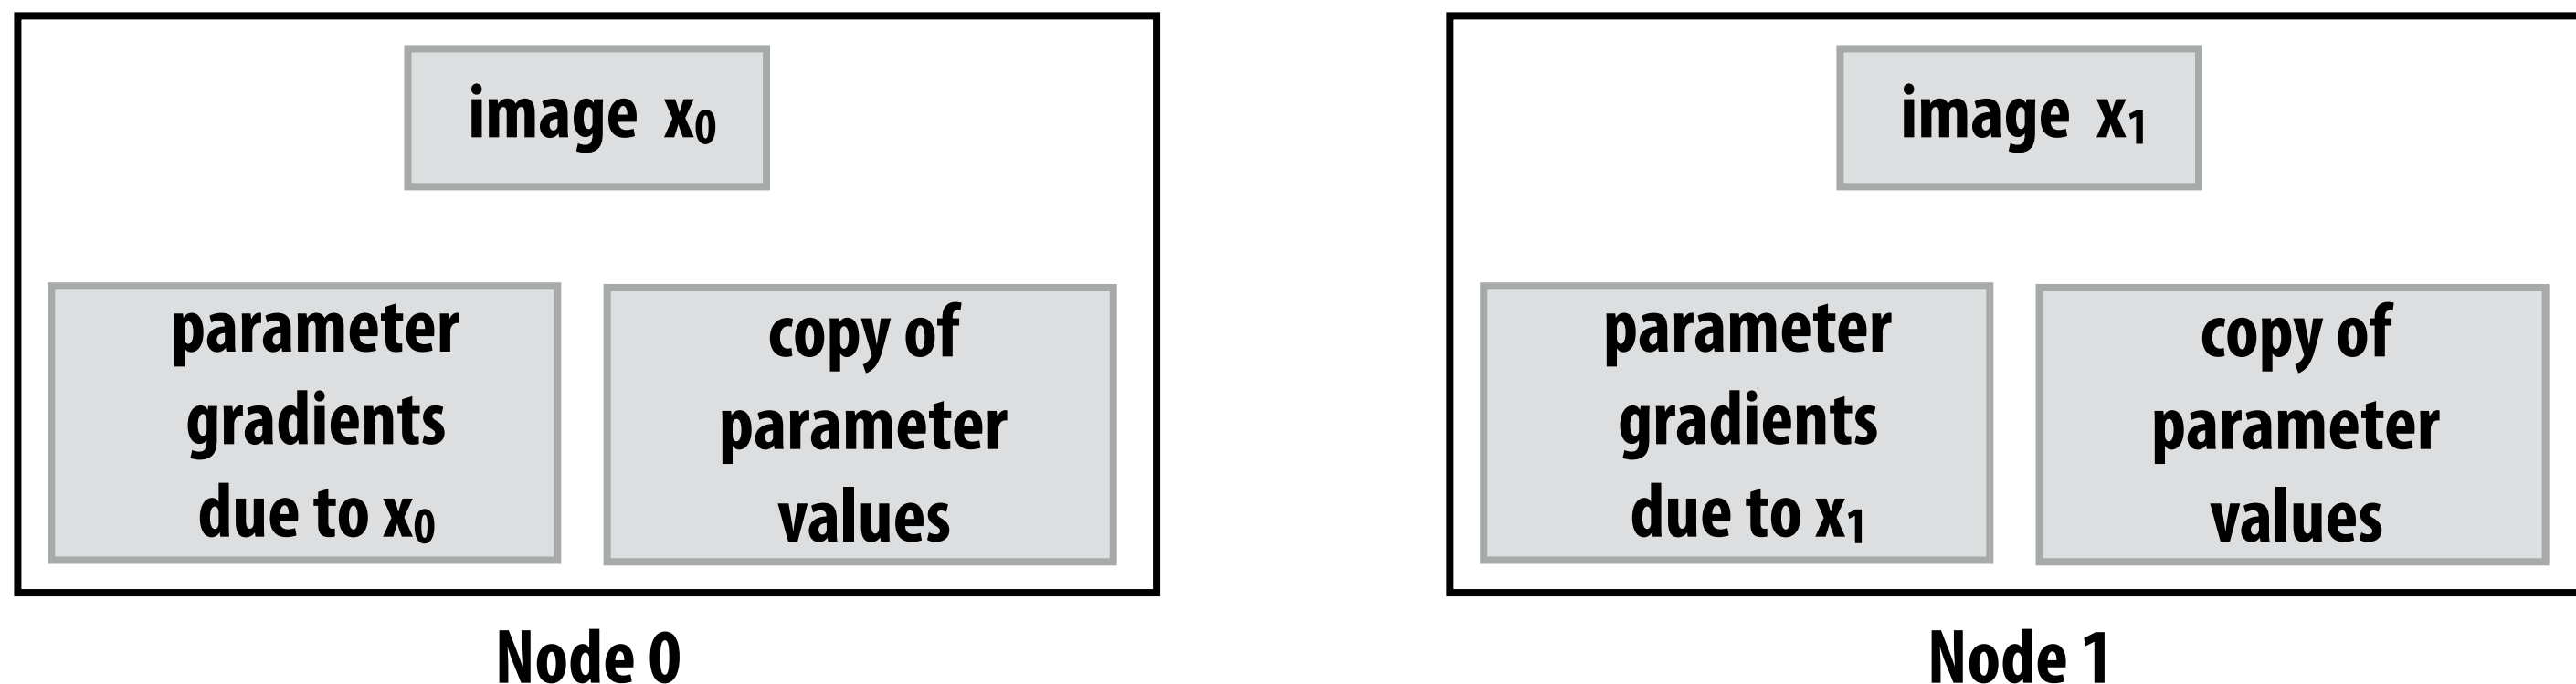 image x₀
parameter
gradients
due to x₀
copy of
parameter
values
Node 0
image x₁
parameter
gradients
due to x₁
copy of
parameter
values
Node 1